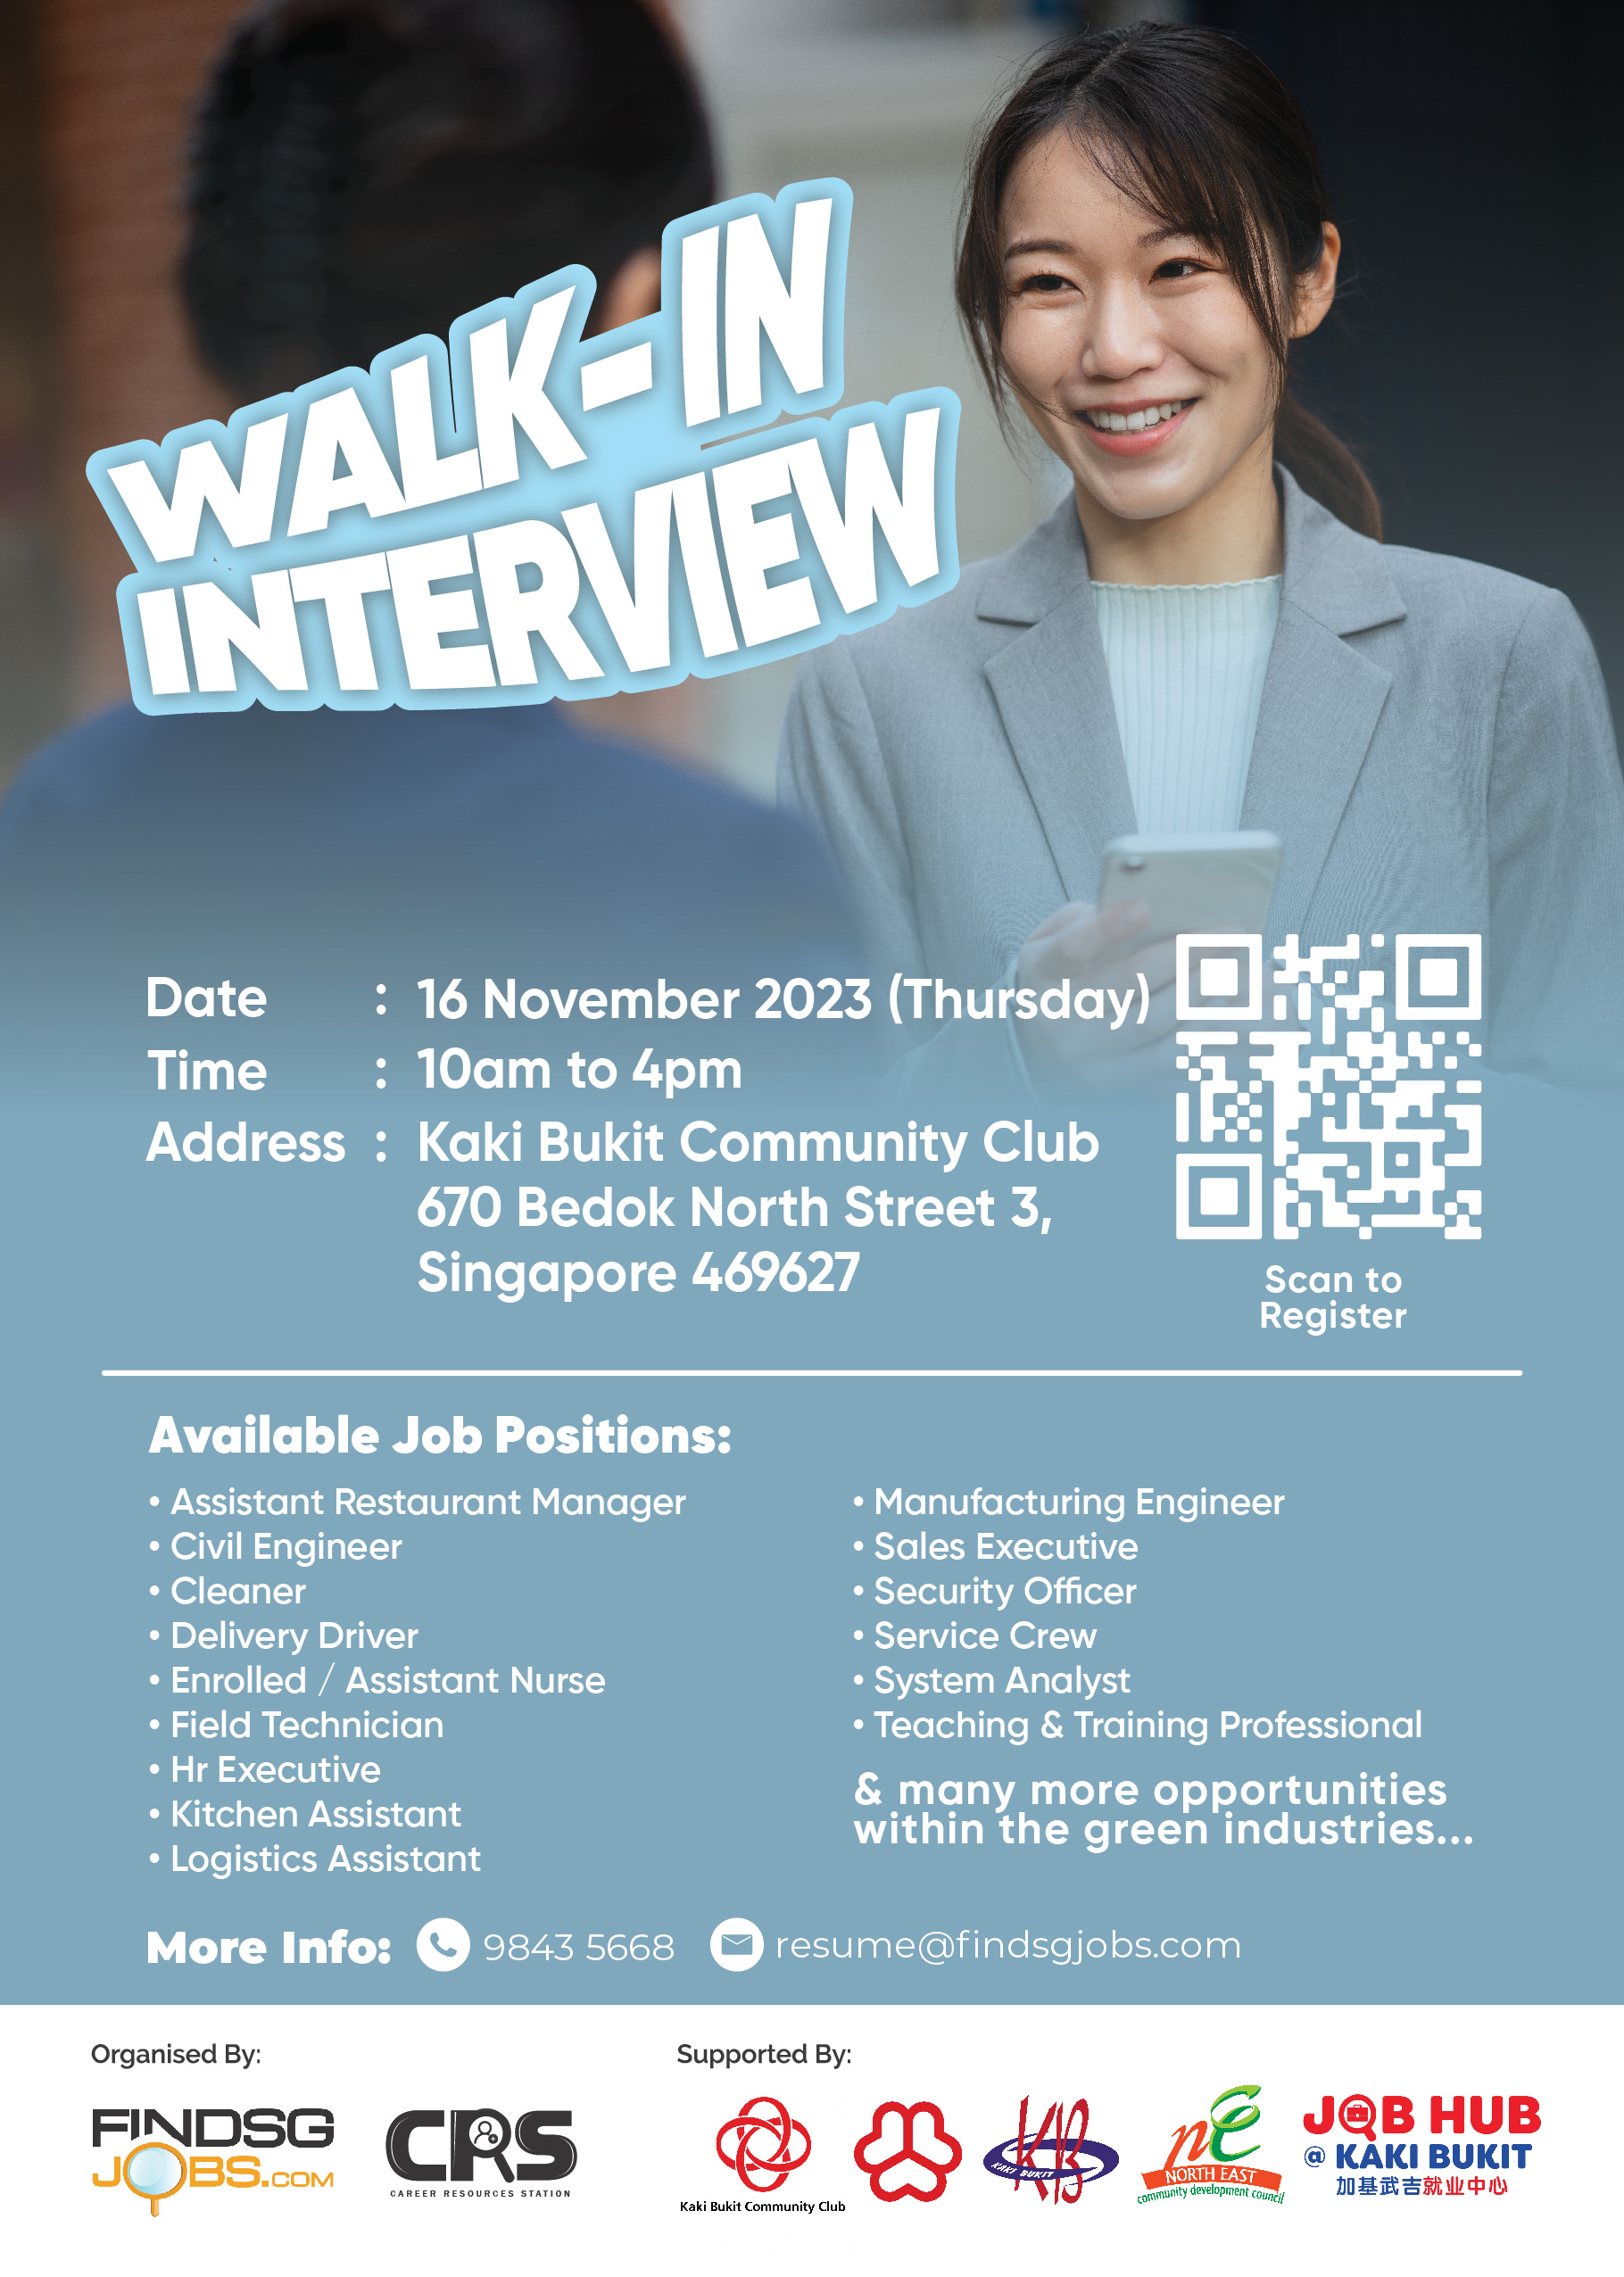 WALK-IN
INTERVIEW
Date : 16 November 2023 (Thursday)
Time : 10am to 4pm
Address : Kaki Bukit Community Club
670 Bedok North Street 3,
Singapore 469627
Scan to
Register
Available Job Positions:
• Assistant Restaurant Manager
• Civil Engineer
• Cleaner
• Delivery Driver
• Enrolled / Assistant Nurse
• Field Technician
• Hr Executive
• Kitchen Assistant
• Logistics Assistant
• Manufacturing Engineer
• Sales Executive
• Security Officer
• Service Crew
• System Analyst
• Teaching & Training Professional
& many more opportunities
within the green industries...
More Info: 9843 5668 resume@findsgjobs.com
Organised By:
FINDSG
JOBS.COM
CRS
CAREER RESOURCES STATION
Supported By:
Kaki Bukit Community Club
KB
KAKI BUKIT
ne
NORTH EAST
community development council
JOB HUB
@ KAKI BUKIT
加基武吉就业中心